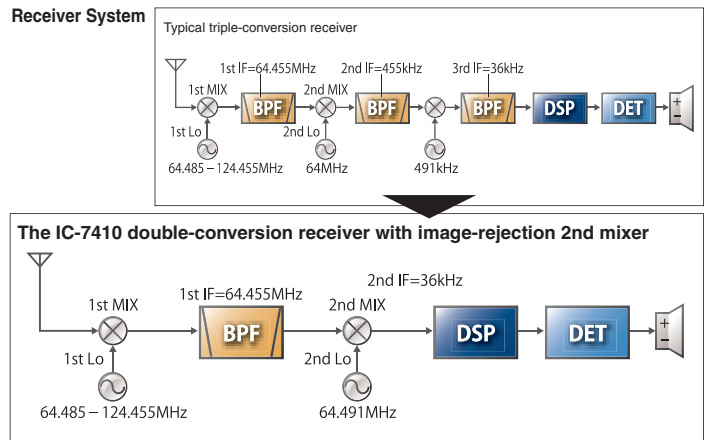 Receiver System
Typical triple-conversion receiver
1st IF=64.455MHz
2nd IF=455kHz
3rd IF=36kHz
1st MIX
BPF
2nd MIX
BPF
BPF
DSP
DET
+
−
1st Lo
2nd Lo
64.485 – 124.455MHz
64MHz
491kHz
The IC-7410 double-conversion receiver with image-rejection 2nd mixer
1st MIX
1st IF=64.455MHz
2nd MIX
2nd IF=36kHz
BPF
DSP
DET
+
−
1st Lo
2nd Lo
64.485 – 124.455MHz
64.491MHz